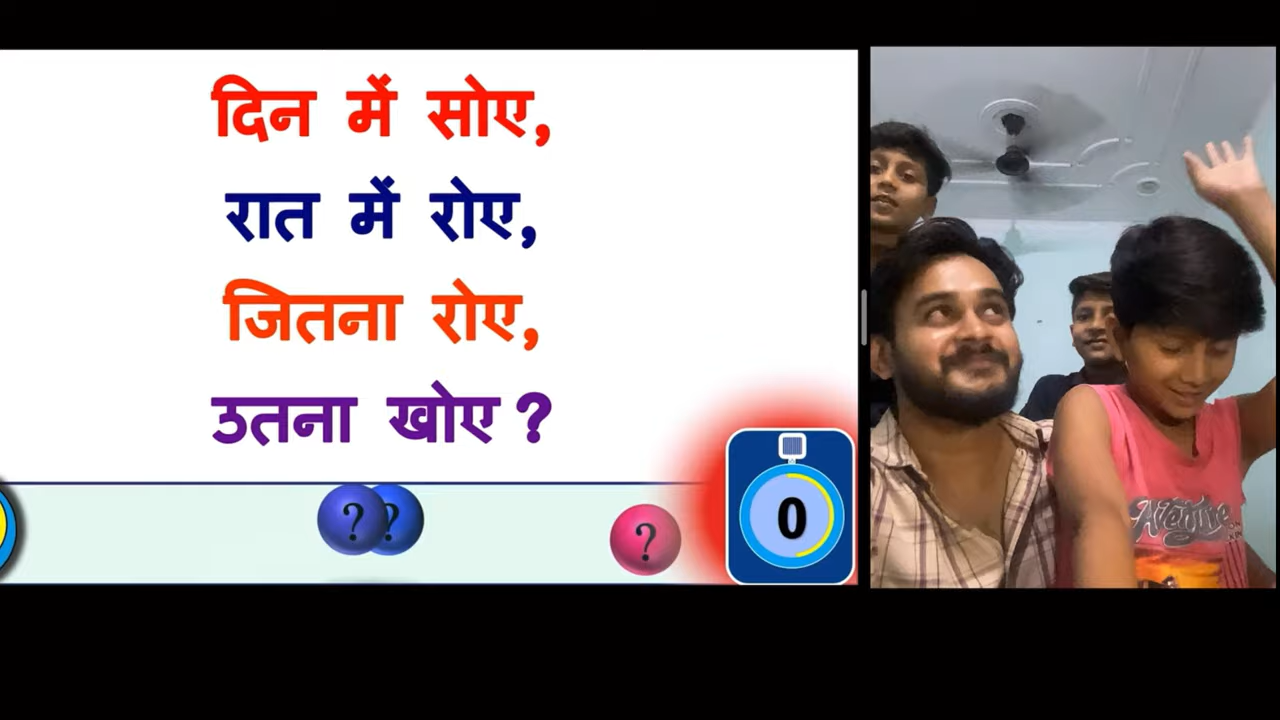 दिन में सोए,
रात में रोए,
जितना रोए,
उतना खोए ?
? ? ?
0